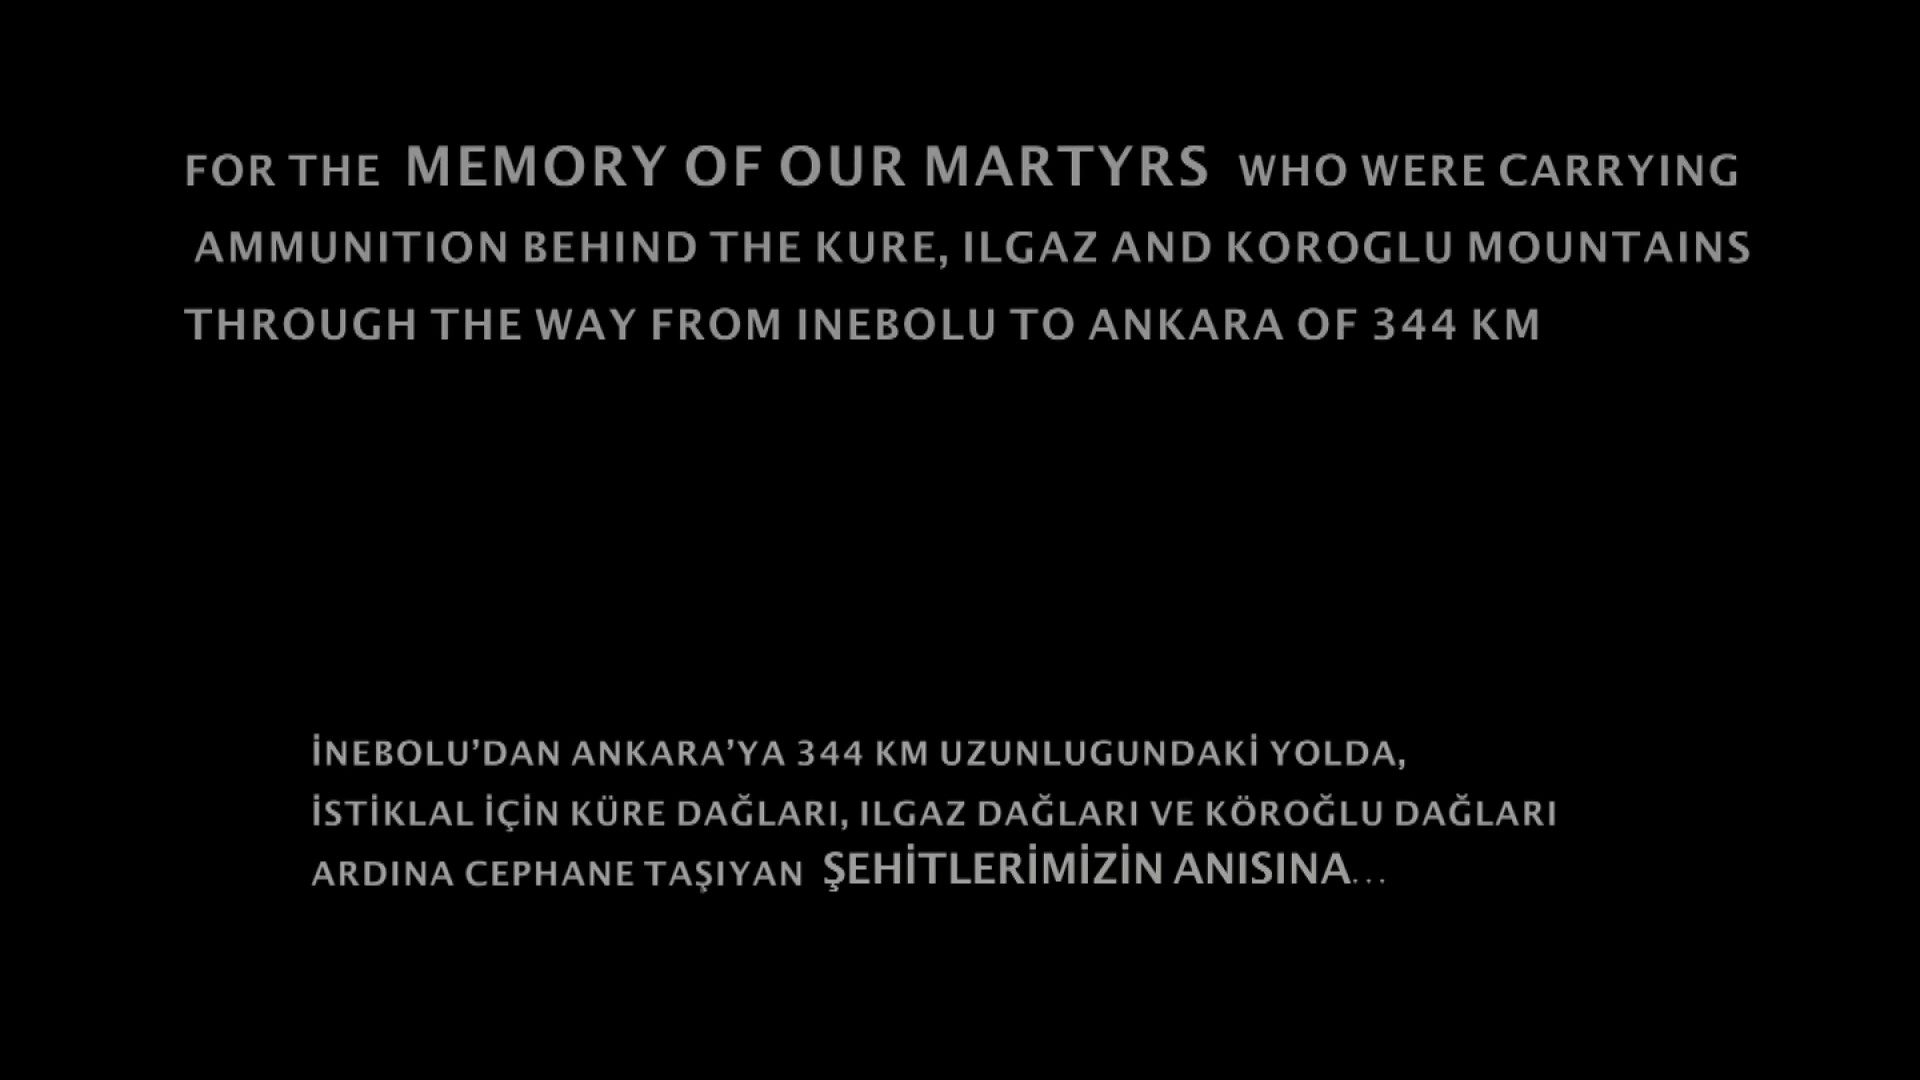 FOR THE MEMORY OF OUR MARTYRS WHO WERE CARRYING
AMMUNITION BEHIND THE KURE, ILGAZ AND KOROGLU MOUNTAINS
THROUGH THE WAY FROM INEBOLU TO ANKARA OF 344 KM
İNEBOLU’DAN ANKARA’YA 344 KM UZUNLUGUNDAKİ YOLDA,
İSTİKLAL İÇİN KÜRE DAĞLARI, ILGAZ DAĞLARI VE KÖROĞLU DAĞLARI
ARDINA CEPHANE TAŞIYAN ŞEHİTLERİMİZİN ANISINA...